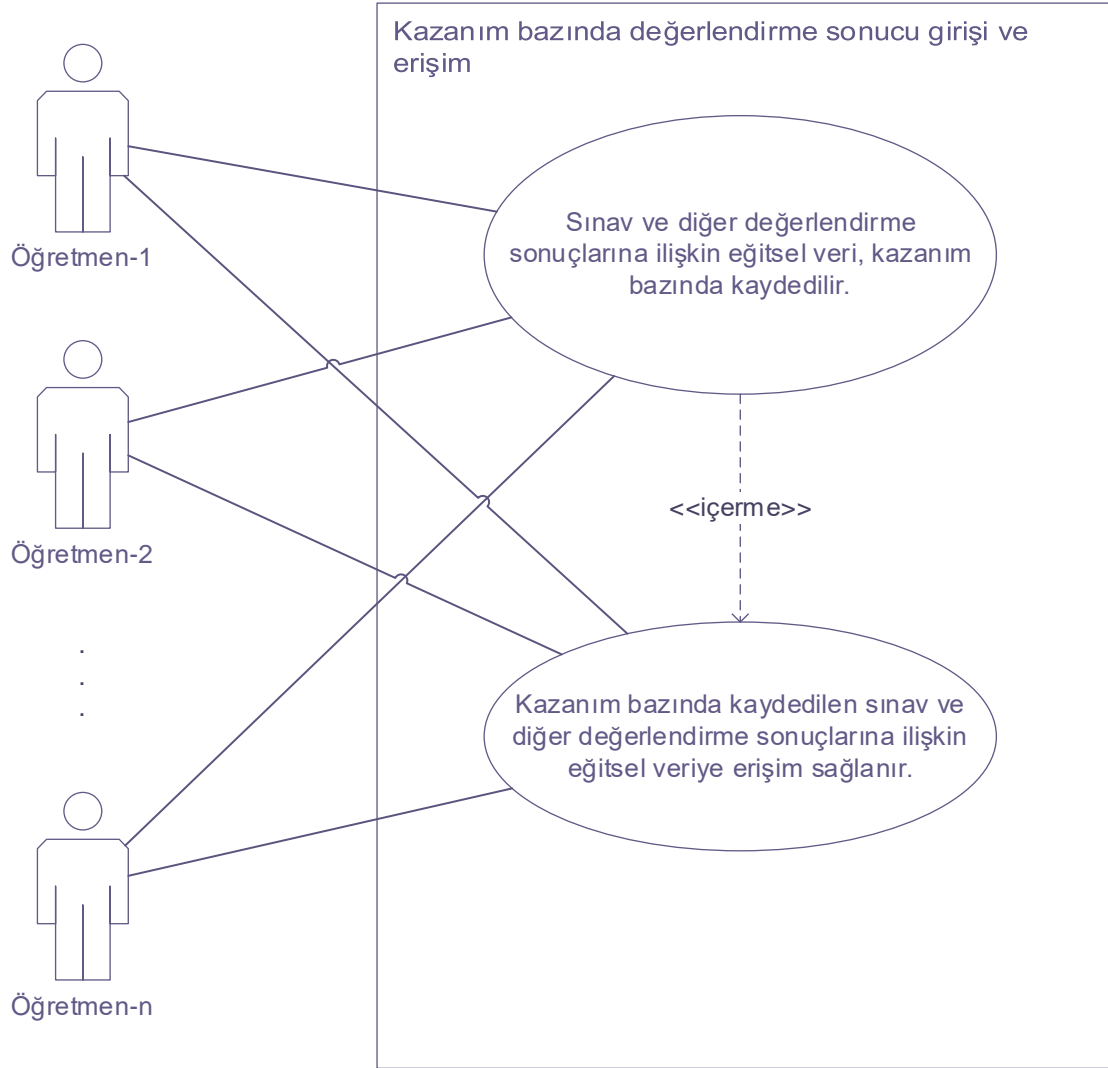 Kazanım bazında değerlendirme sonucu girişi ve
erişim
Öğretmen-1
Sınav ve diğer değerlendirme
sonuçlarına ilişkin eğitsel veri, kazanım
bazında kaydedilir.
Öğretmen-2
<<içerme>>
.
.
.
Kazanım bazında kaydedilen sınav ve
diğer değerlendirme sonuçlarına ilişkin
eğitsel veriye erişim sağlanır.
Öğretmen-n